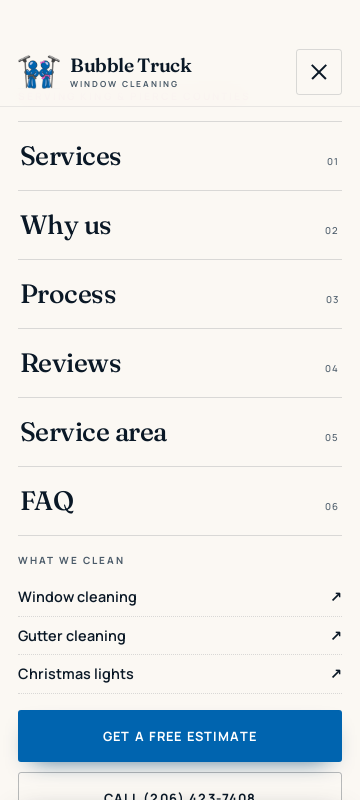 Bubble Truck
WINDOW CLEANING
Services 01
Why us 02
Process 03
Reviews 04
Service area 05
FAQ 06
WHAT WE CLEAN
Window cleaning ↗
Gutter cleaning ↗
Christmas lights ↗
GET A FREE ESTIMATE
CALL (206) 423-7408